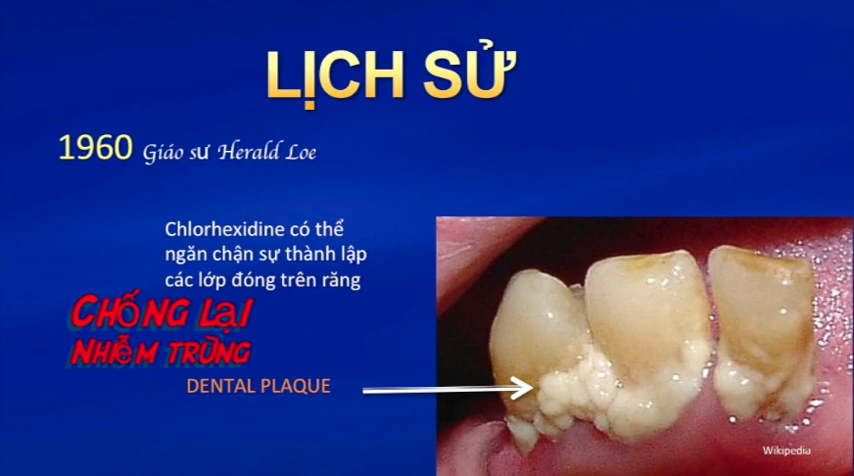 LỊCH SỬ
1960 Giáo sư Herald Loe
Chlorhexidine có thể
ngăn chận sự thành lập
các lớp đóng trên răng
CHỐNG LẠI
NHIỄM TRÙNG
DENTAL PLAQUE
Wikipedia